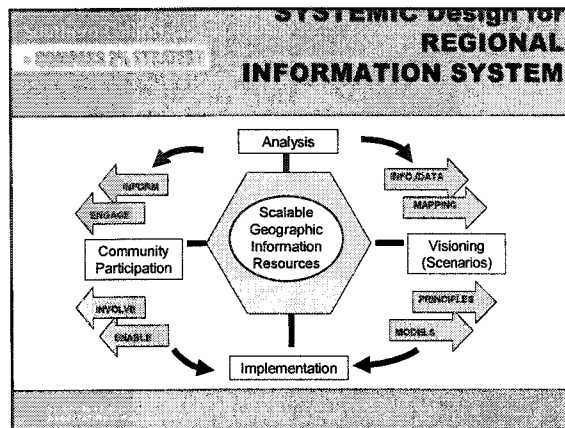 SYSTEMIC Design for
REGIONAL
INFORMATION SYSTEM
Analysis
INFORM
ENGAGE
INFO./DATA
MAPPING
Scalable
Geographic
Information
Resources
Community
Participation
Visioning
(Scenarios)
INVOLVE
ENABLE
PRINCIPLES
MODELS
Implementation